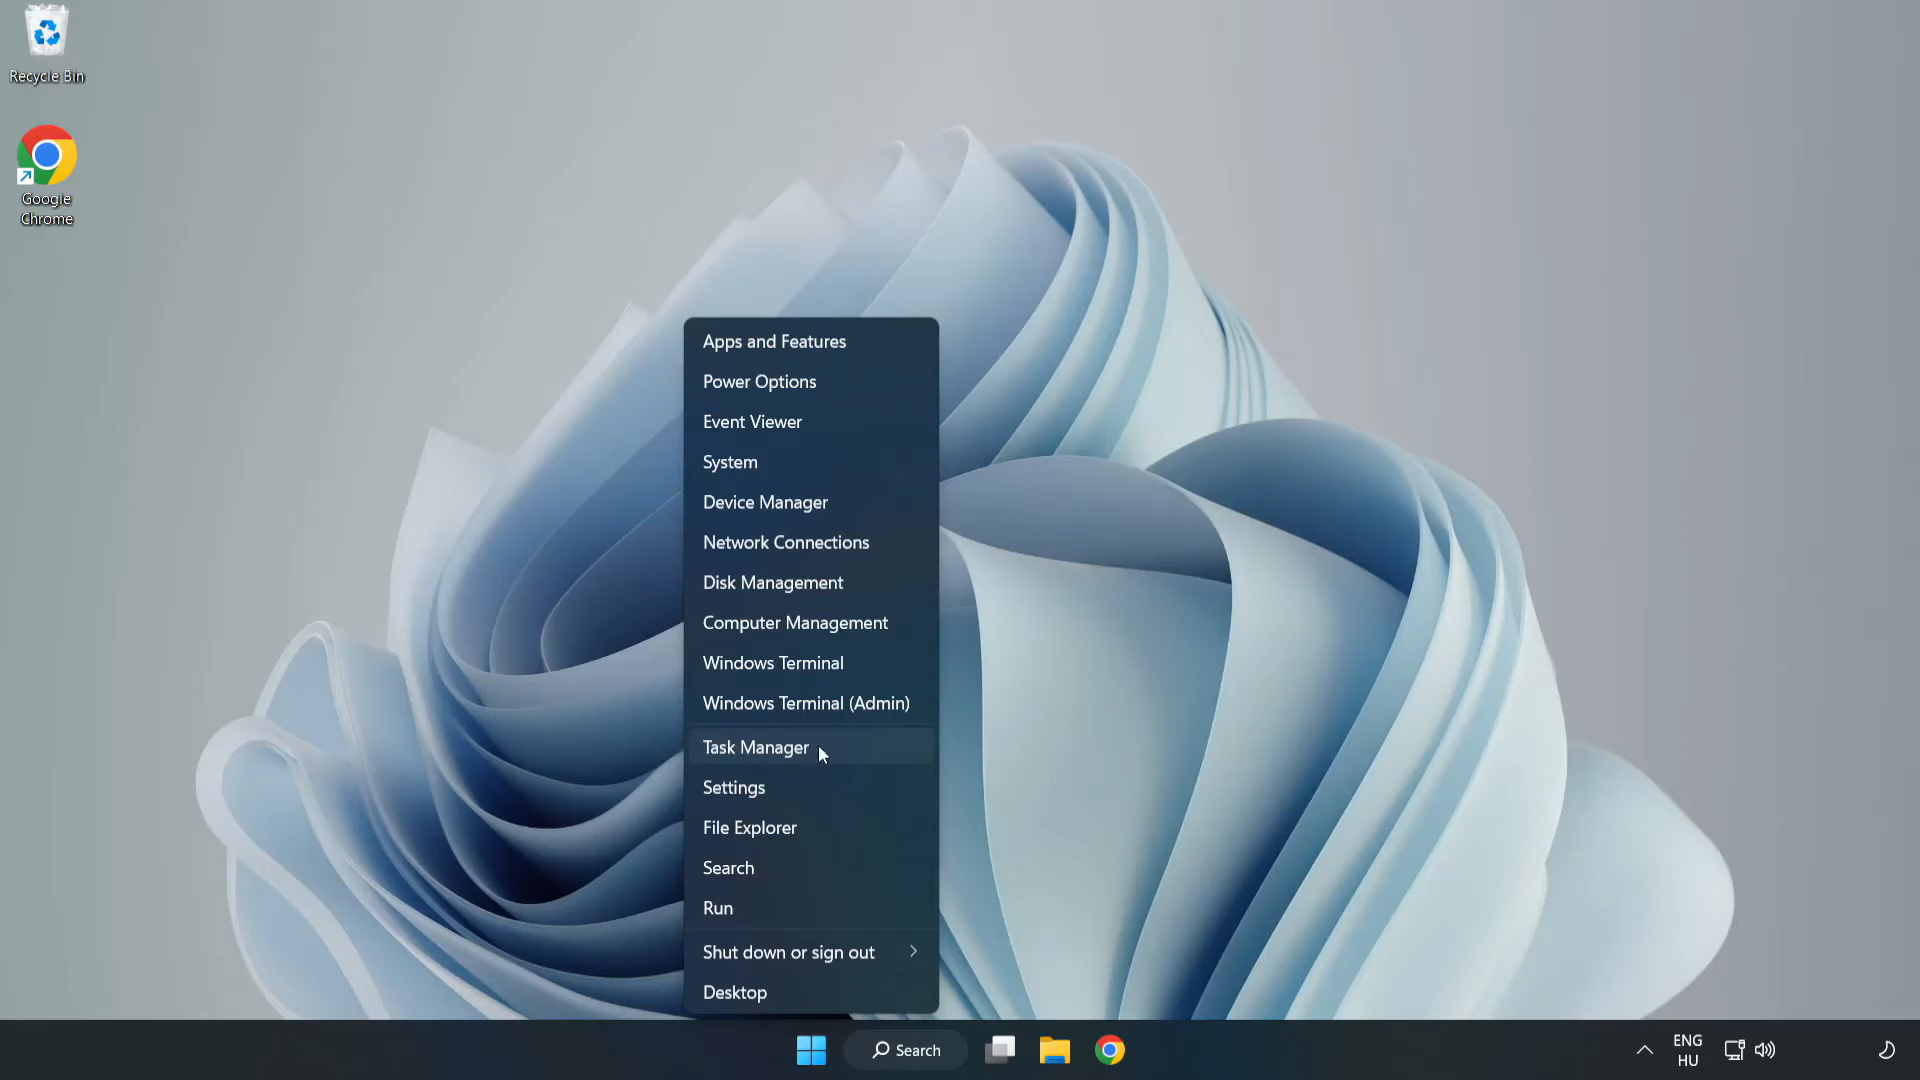 Recycle Bin
Google
Chrome
Apps and Features
Power Options
Event Viewer
System
Device Manager
Network Connections
Disk Management
Computer Management
Windows Terminal
Windows Terminal (Admin)
Task Manager
Settings
File Explorer
Search
Run
Shut down or sign out
Desktop
Search
ENG
HU